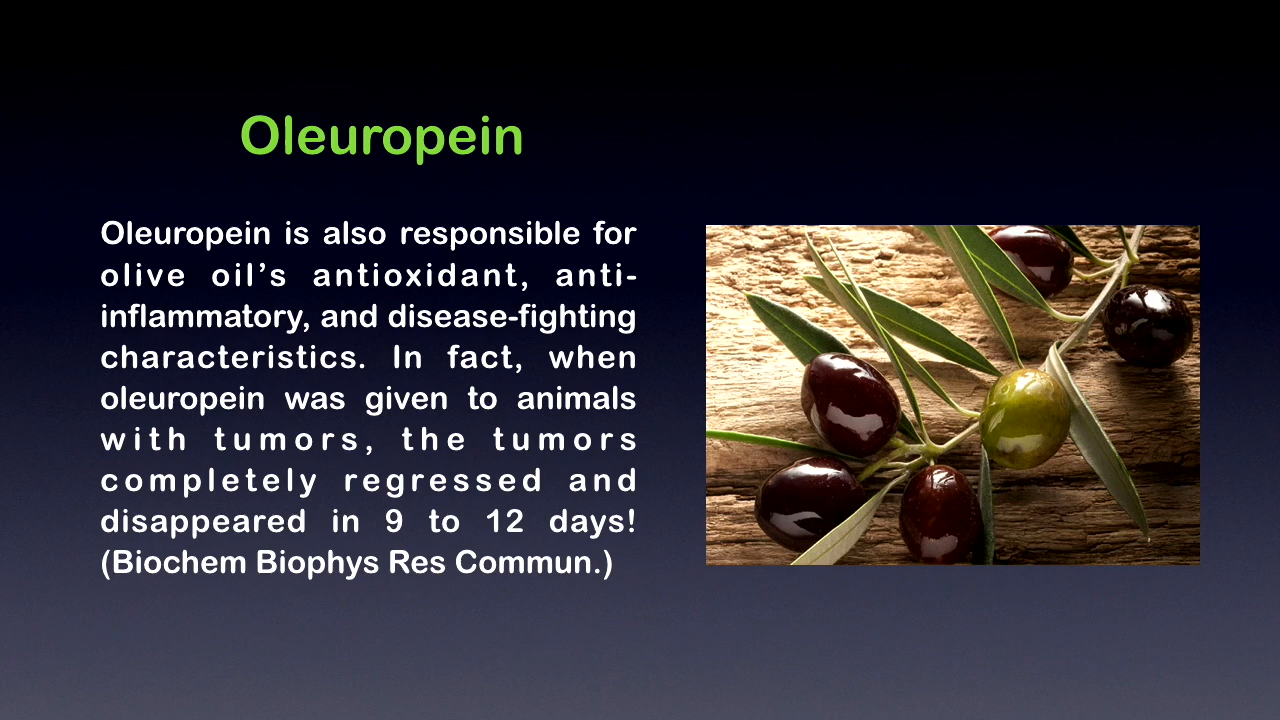 Oleuropein
Oleuropein is also responsible for
olive oil’s antioxidant, anti-
inflammatory, and disease-fighting
characteristics. In fact, when
oleuropein was given to animals
with tumors, the tumors
completely regressed and
disappeared in 9 to 12 days!
(Biochem Biophys Res Commun.)